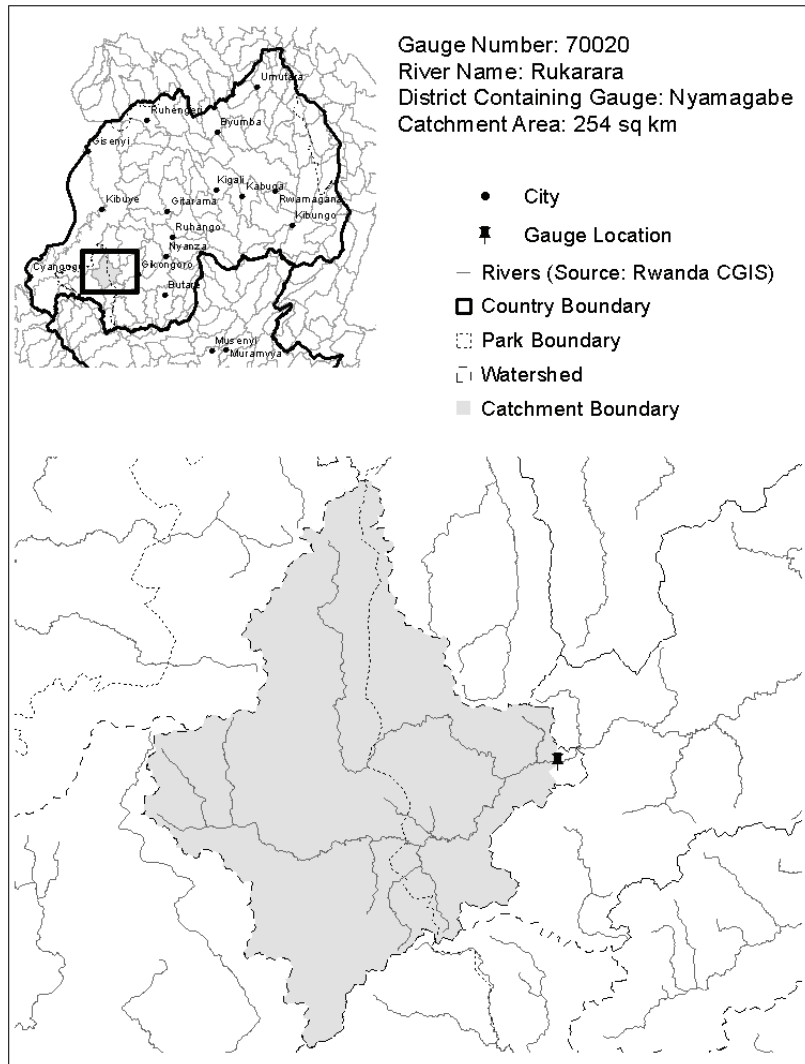 Gauge Number: 70020
River Name: Rukarara
District Containing Gauge: Nyamagabe
Catchment Area: 254 sq km
City
Gauge Location
Rivers (Source: Rwanda CGIS)
Country Boundary
Park Boundary
Watershed
Catchment Boundary
Umutara
Ruhengeri
Byumba
Gisenyi
Kigali
Kabuga
Rwamagana
Kibuye
Gitarama
Kibungo
Ruhango
Nyanza
Cyangugu
Gikongoro
Butare
Musenyi
Muramvya